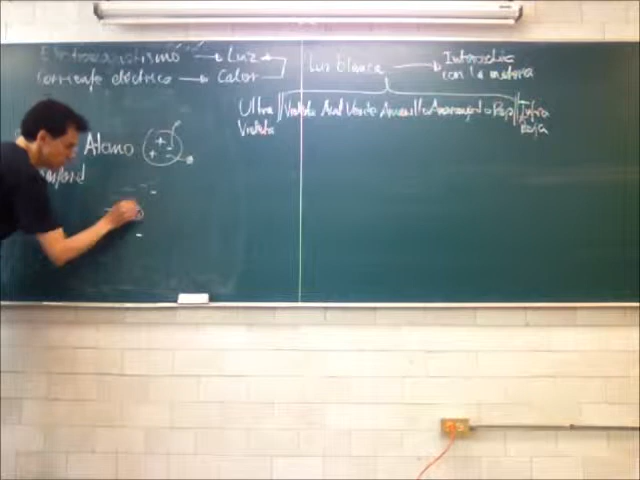 Electromagnetismo → Luz
Corriente eléctrica → Calor
Luz blanca → Interacción
con la materia
Ultra
Violeta
Violeta Azul Verde Amarillo Anaranjado Rojo
Infra
Roja
Atomo
+ -
+ -